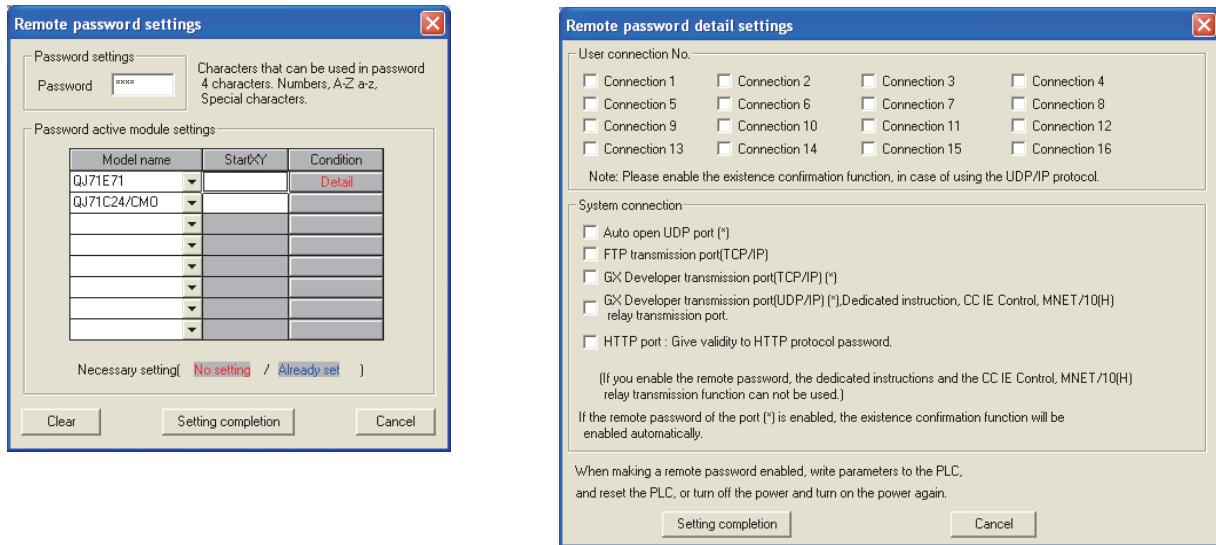 Remote password settings
Password settings
Password
****
Characters that can be used in password
4 characters. Numbers, A-Z a-z,
Special characters.
Password active module settings
Model name StartXY Condition
QJ71E71 Detail
QJ71C24/CMO
Necessary setting( No setting / Already set )
Clear Setting completion Cancel
Remote password detail settings
User connection No.
Connection 1 Connection 2 Connection 3 Connection 4
Connection 5 Connection 6 Connection 7 Connection 8
Connection 9 Connection 10 Connection 11 Connection 12
Connection 13 Connection 14 Connection 15 Connection 16
Note: Please enable the existence confirmation function, in case of using the UDP/IP protocol.
System connection
Auto open UDP port (*)
FTP transmission port(TCP/IP)
GX Developer transmission port(TCP/IP) (*)
GX Developer transmission port(UDP/IP) (*),Dedicated instruction, CC IE Control, MNET/10(H)
relay transmission port.
HTTP port : Give validity to HTTP protocol password.
(If you enable the remote password, the dedicated instructions and the CC IE Control, MNET/10(H)
relay transmission function can not be used.)
If the remote password of the port (*) is enabled, the existence confirmation function will be
enabled automatically.
When making a remote password enabled, write parameters to the PLC,
and reset the PLC, or turn off the power and turn on the power again.
Setting completion Cancel